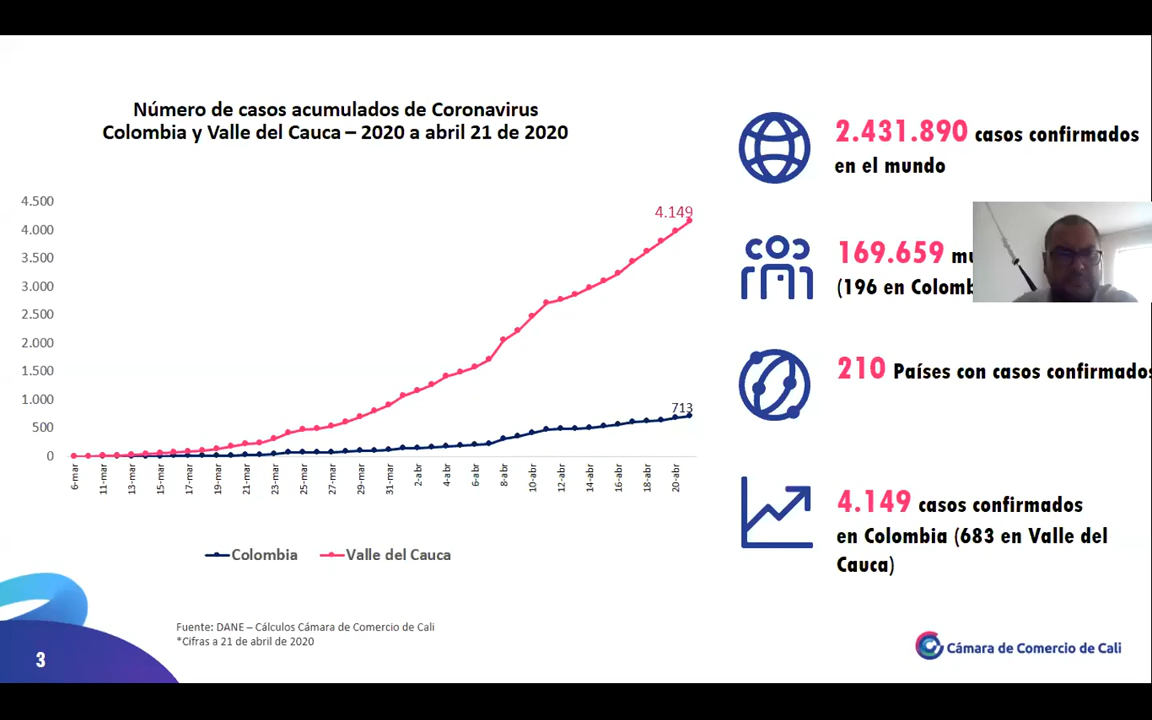 Número de casos acumulados de Coronavirus
Colombia y Valle del Cauca – 2020 a abril 21 de 2020
4.500
4.000
3.500
3.000
2.500
2.000
1.500
1.000
500
0
4.149
713
6-mar
11-mar
13-mar
15-mar
17-mar
19-mar
21-mar
23-mar
25-mar
27-mar
29-mar
31-mar
2-abr
4-abr
6-abr
8-abr
10-abr
12-abr
14-abr
16-abr
18-abr
20-abr
Colombia
Valle del Cauca
Fuente: DANE – Cálculos Cámara de Comercio de Cali
*Cifras a 21 de abril de 2020
3
2.431.890 casos confirmados
en el mundo
169.659
(196 en
210 Países con casos confirmados
4.149 casos confirmados
en Colombia (683 en Valle del
Cauca)
Cámara de Comercio de Cali